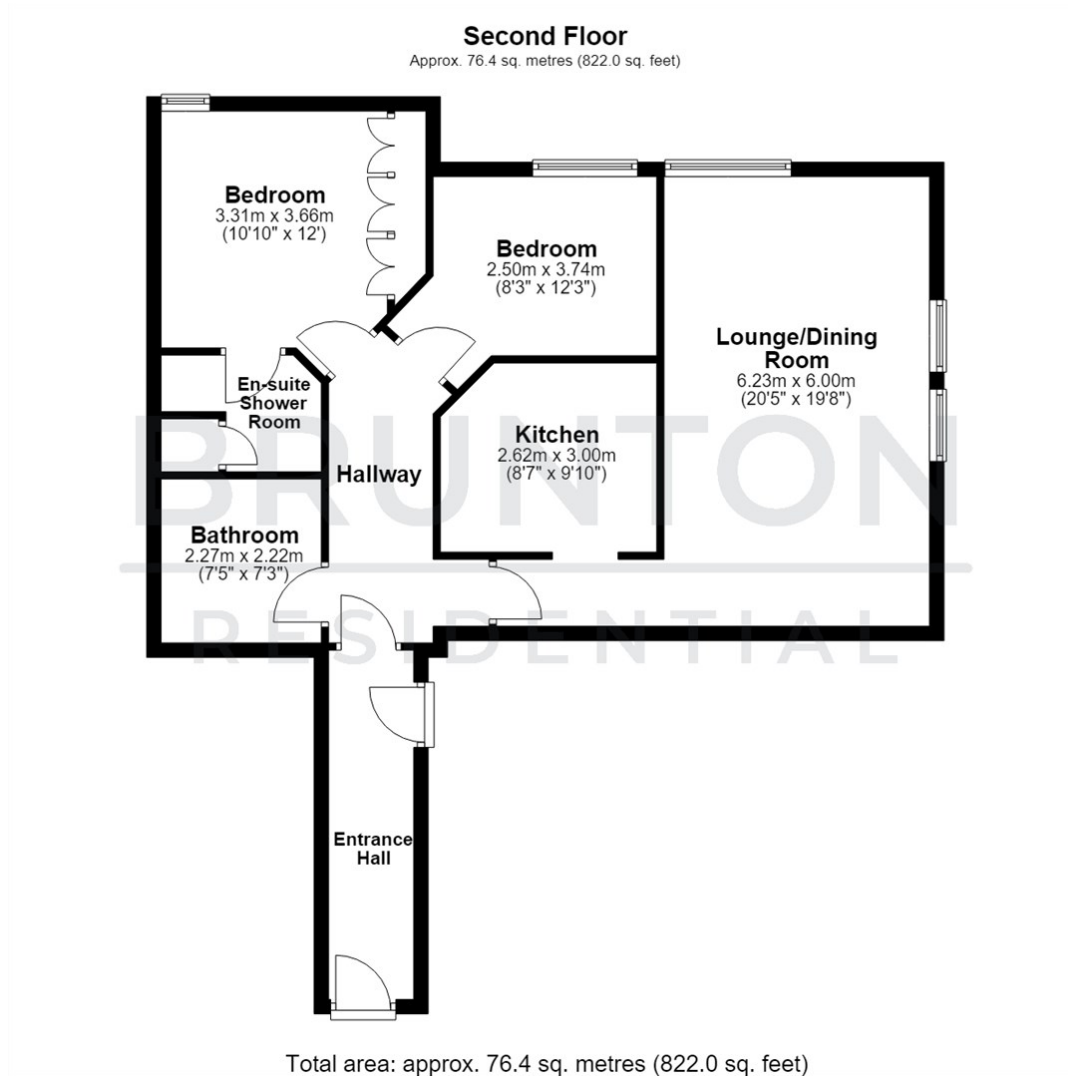 Second Floor
Approx. 76.4 sq. metres (822.0 sq. feet)
Bedroom
3.31m x 3.66m
(10'10" x 12')
Bedroom
2.50m x 3.74m
(8'3" x 12'3")
Lounge/Dining
Room
6.23m x 6.00m
(20'5" x 19'8")
En-suite
Shower
Room
Kitchen
2.62m x 3.00m
(8'7" x 9'10")
Hallway
Bathroom
2.27m x 2.22m
(7'5" x 7'3")
BRUNTON
RESIDENTIAL
Entrance
Hall
Total area: approx. 76.4 sq. metres (822.0 sq. feet)